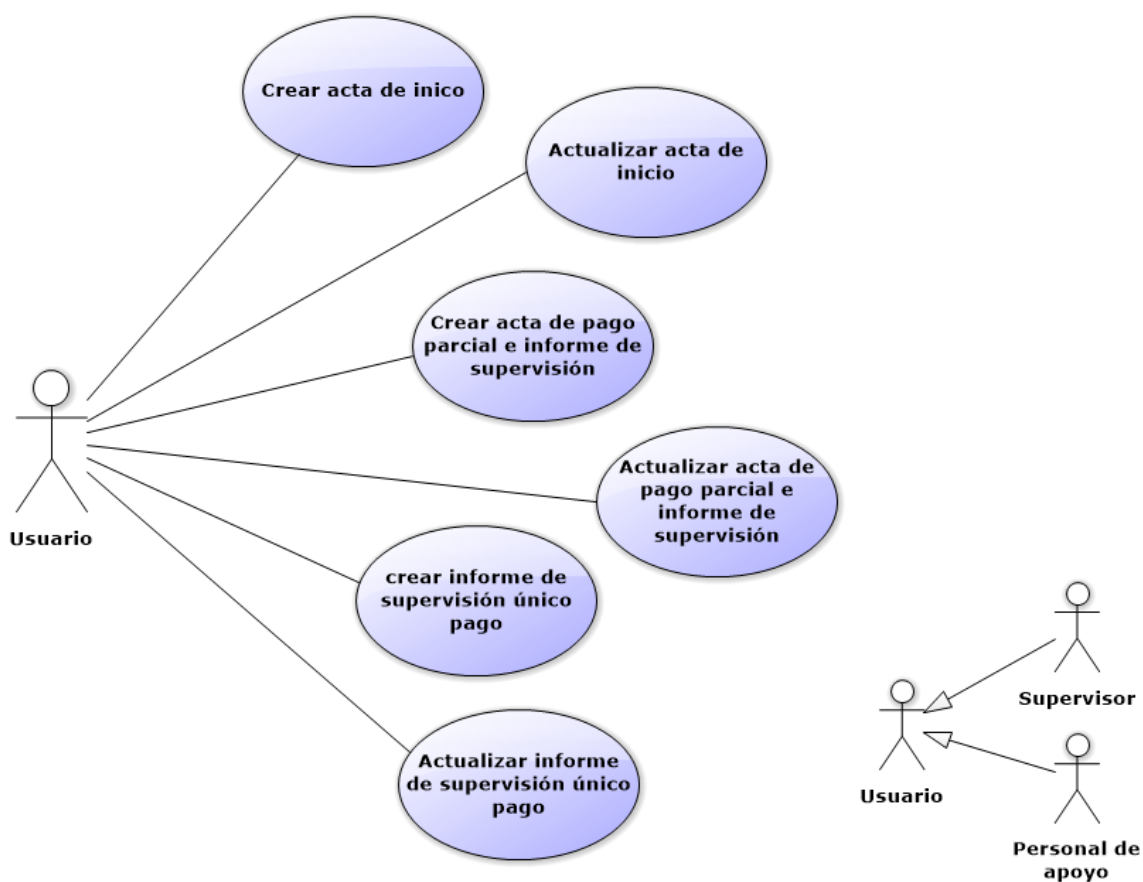 Crear acta de inico
Actualizar acta de
inicio
Crear acta de pago
parcial e informe de
supervisión
Actualizar acta de
pago parcial e
informe de
supervisión
Usuario
crear informe de
supervisión único
pago
Actualizar informe
de supervisión único
pago
Supervisor
Usuario
Personal de
apoyo